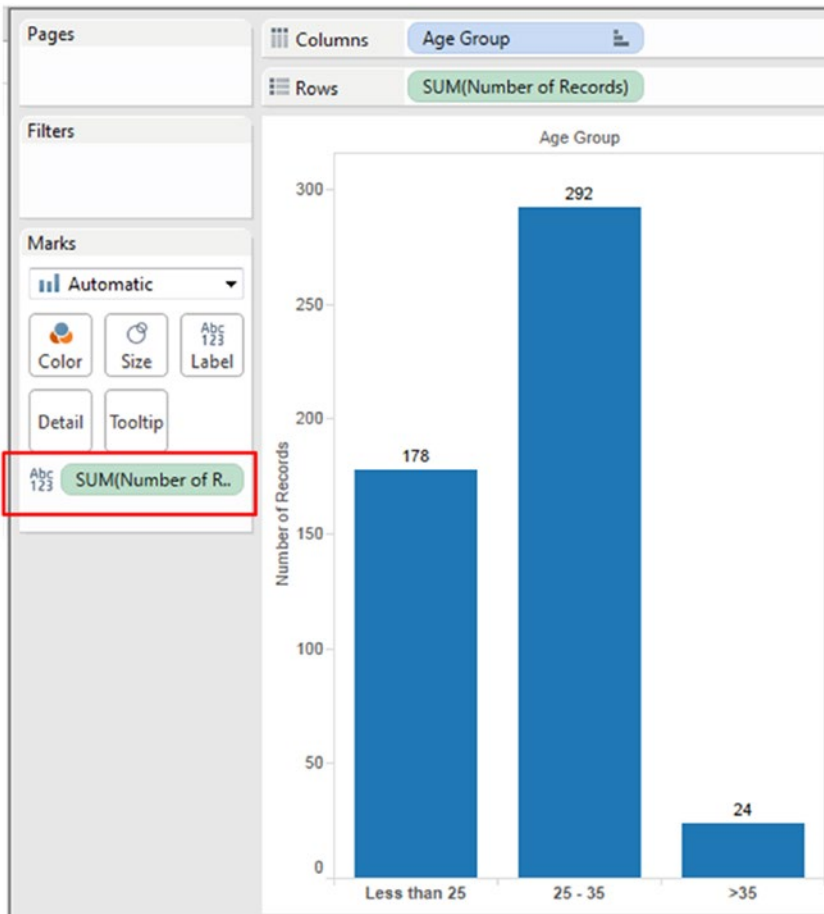 Pages
Columns
Age Group
Rows
SUM(Number of Records)
Filters
Marks
Automatic
Color
Size
Abc
123
Label
Detail
Tooltip
Abc
123
SUM(Number of R..
Age Group
Number of Records
300
250
200
150
100
50
0
178
292
24
Less than 25
25 - 35
>35